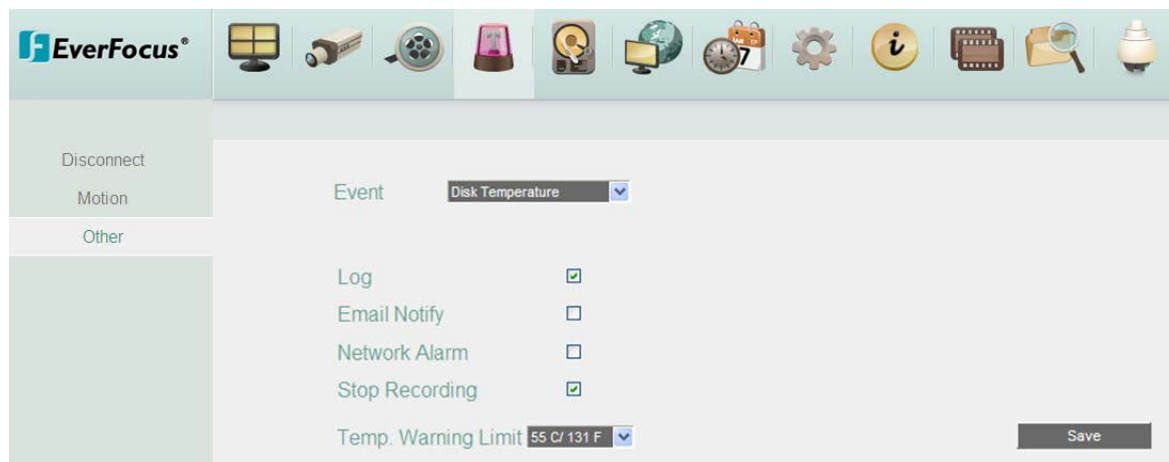 EverFocus®
Disconnect
Motion
Other
Event Disk Temperature
Log
Email Notify
Network Alarm
Stop Recording
Temp. Warning Limit 55 C/ 131 F
Save
7
i